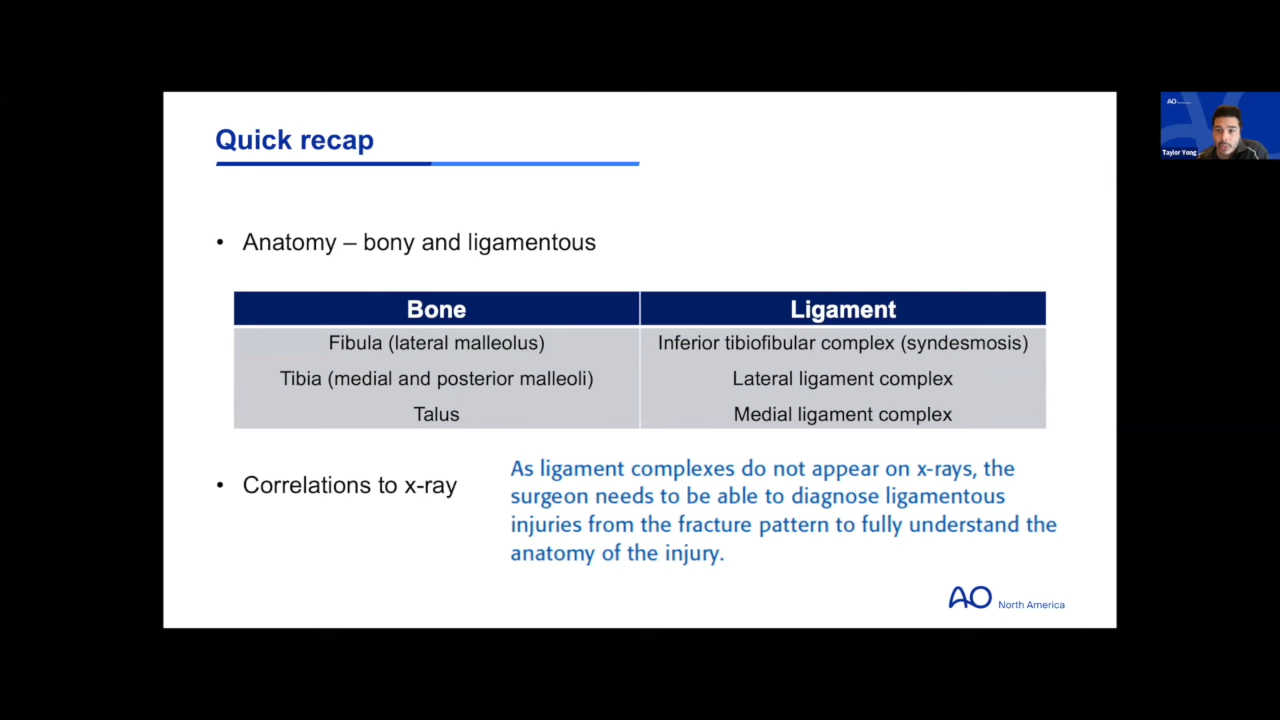 Quick recap
• Anatomy – bony and ligamentous
Bone
Ligament
Fibula (lateral malleolus)
Inferior tibiofibular complex (syndesmosis)
Tibia (medial and posterior malleoli)
Lateral ligament complex
Talus
Medial ligament complex
• Correlations to x-ray
As ligament complexes do not appear on x-rays, the
surgeon needs to be able to diagnose ligamentous
injuries from the fracture pattern to fully understand the
anatomy of the injury.
AO North America
AO
Taylor Yong